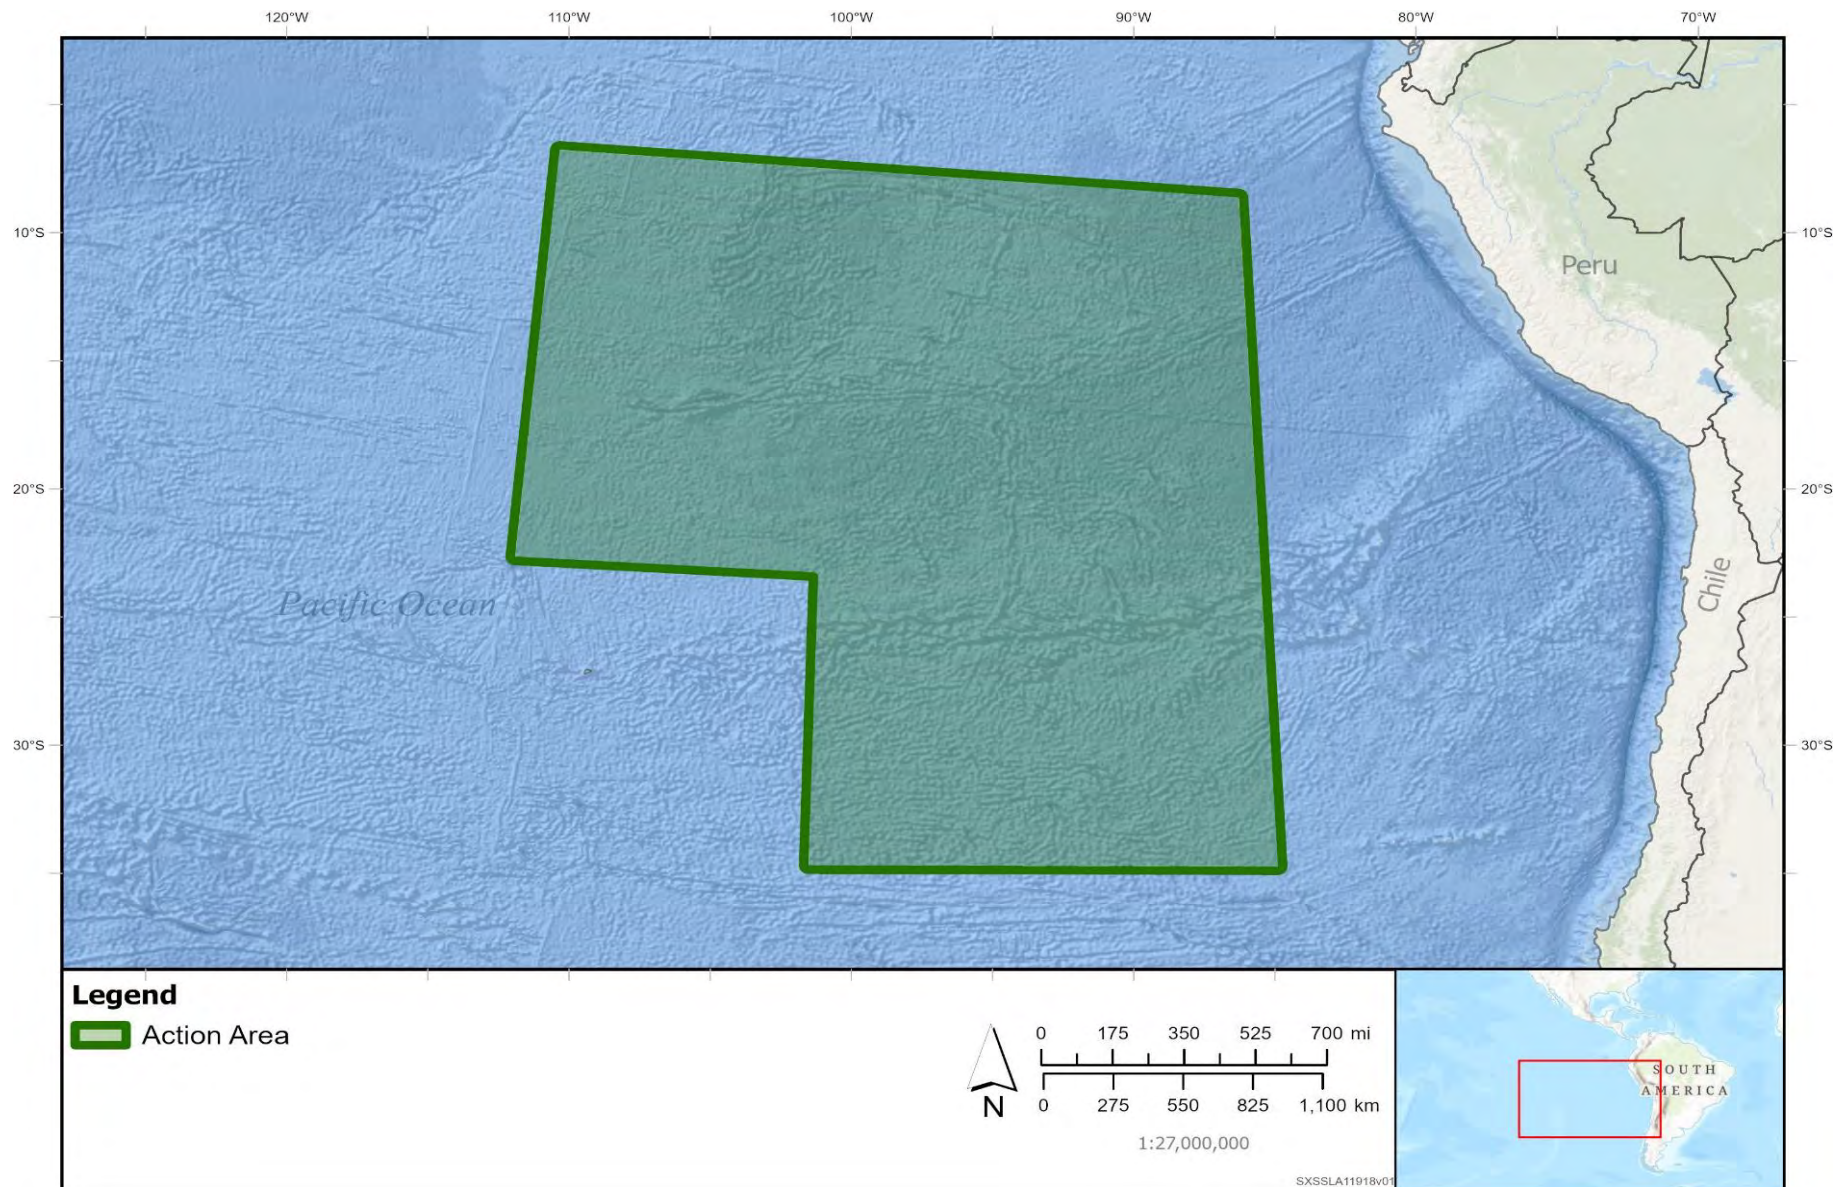 120°W 110°W 100°W 90°W 80°W 70°W
10°S 10°S
Peru
20°S 20°S
Chile
Pacific Ocean
30°S 30°S
Legend
Action Area
N
0 175 350 525 700 mi
0 275 550 825 1,100 km
1:27,000,000
SXSSLA11918v01
SOUTH
AMERICA